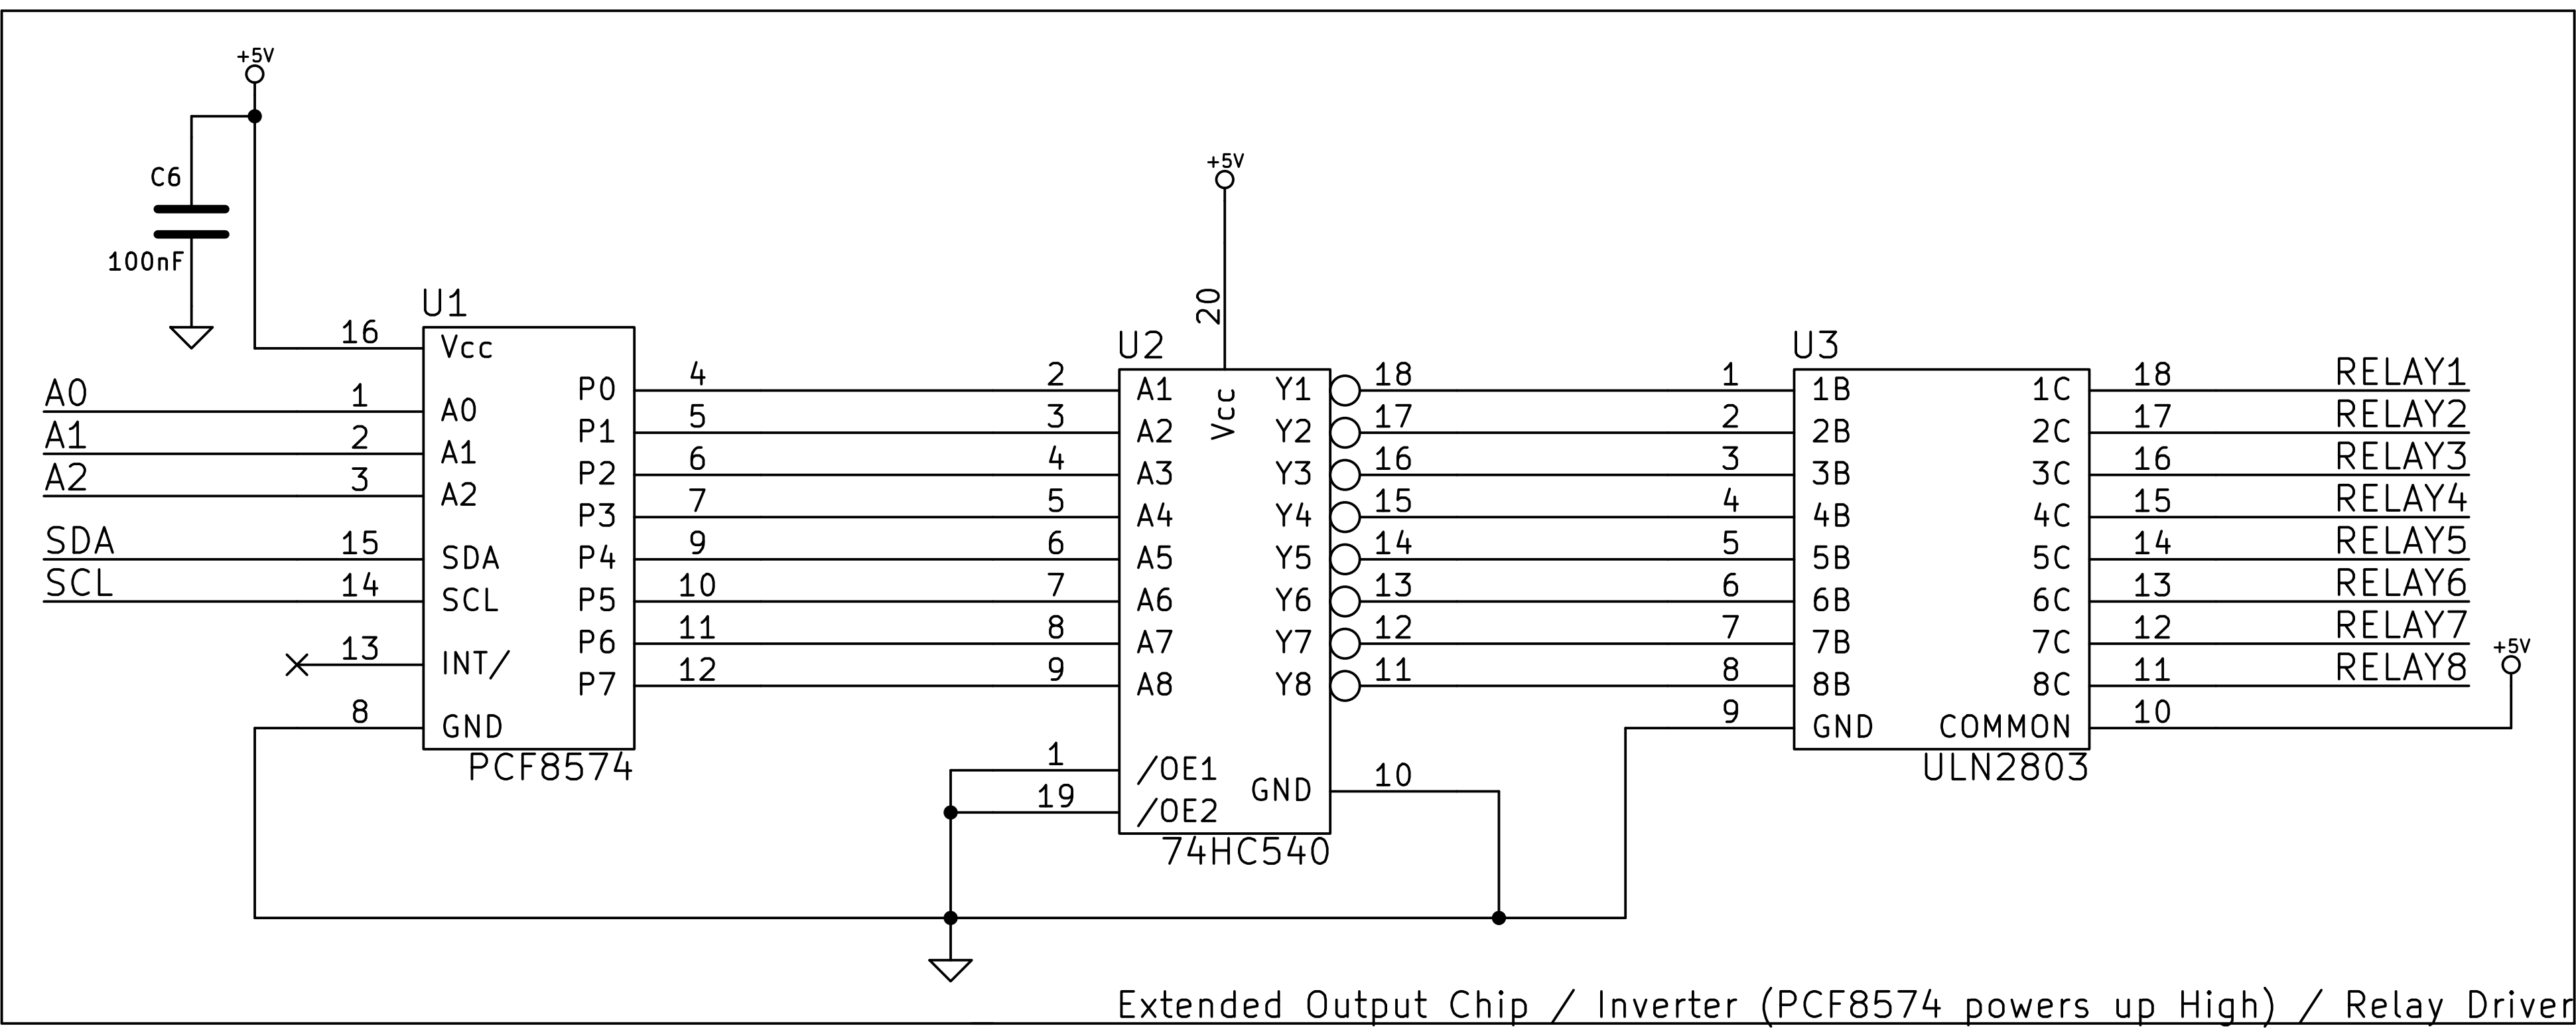 +5V
C6
100nF
+5V
U1
16
Vcc
A0
1
A0
A1
2
A1
A2
3
A2
SDA
15
SDA
SCL
14
SCL
13
INT/
8
GND
P0
4
P1
5
P2
6
P3
7
P4
9
P5
10
P6
11
P7
12
PCF8574
U2
20
Vcc
2
A1
3
A2
4
A3
5
A4
6
A5
7
A6
8
A7
9
A8
1
/OE1
19
/OE2
Y1
18
Y2
17
Y3
16
Y4
15
Y5
14
Y6
13
Y7
12
Y8
11
GND
10
74HC540
U3
1
1B
2
2B
3
3B
4
4B
5
5B
6
6B
7
7B
8
8B
9
GND
1C
18
RELAY1
2C
17
RELAY2
3C
16
RELAY3
4C
15
RELAY4
5C
14
RELAY5
6C
13
RELAY6
7C
12
RELAY7
8C
11
RELAY8
COMMON
10
+5V
ULN2803
Extended Output Chip / Inverter (PCF8574 powers up High) / Relay Driver